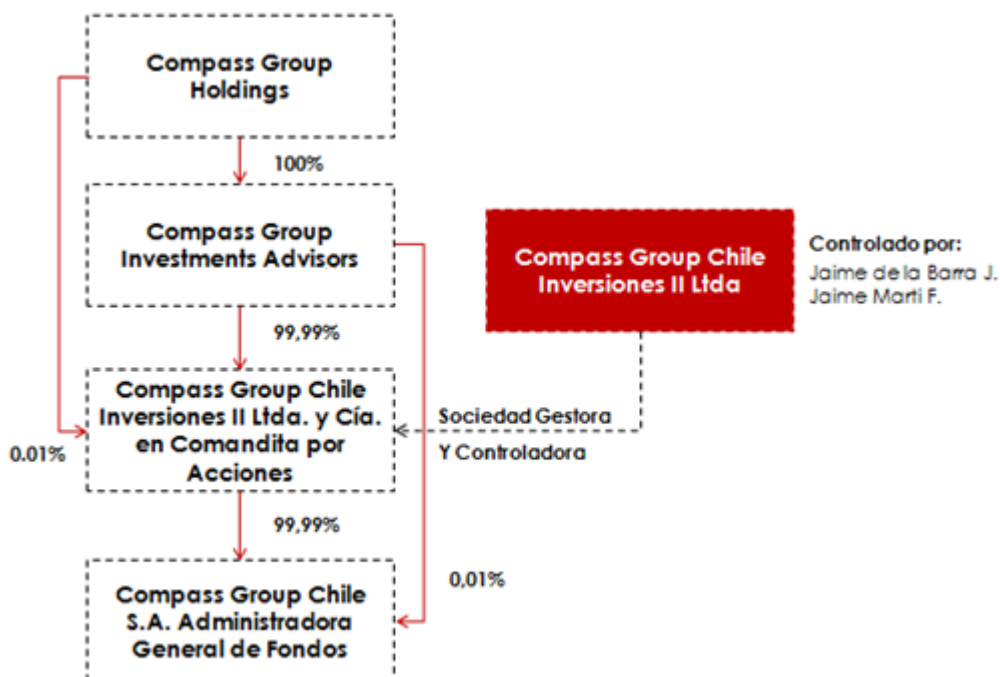 Compass Group
Holdings
100%
Compass Group
Investments Advisors
Compass Group Chile
Inversiones II Ltda
Controlado por:
Jaime de la Barra J.
Jaime Marti F.
99,99%
Compass Group Chile
Inversiones II Ltda. y Cía.
en Comandita por
Acciones
Sociedad Gestora
Y Controladora
0.01%
99,99%
0,01%
Compass Group Chile
S.A. Administradora
General de Fondos